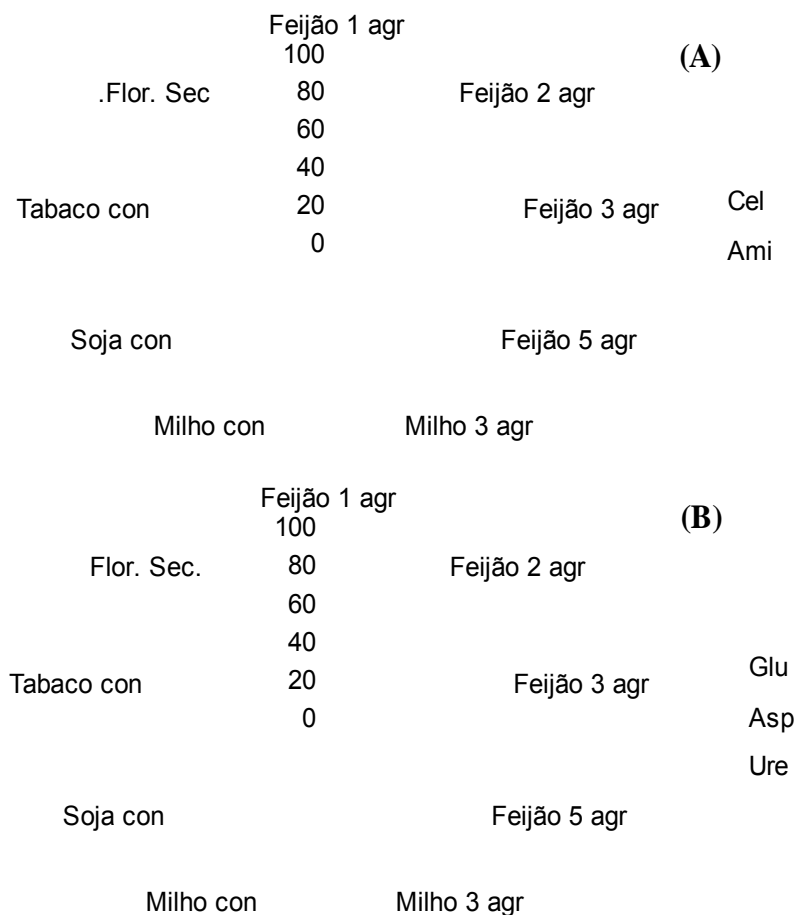 Feijão 1 agr
100
(A)
.Flor. Sec
80
Feijão 2 agr
60
40
Tabaco con
20
Feijão 3 agr
Cel
0
Ami
Soja con
Feijão 5 agr
Milho con
Milho 3 agr
Feijão 1 agr
100
(B)
Flor. Sec.
80
Feijão 2 agr
60
40
Tabaco con
20
Feijão 3 agr
Glu
0
Asp
Ure
Soja con
Feijão 5 agr
Milho con
Milho 3 agr